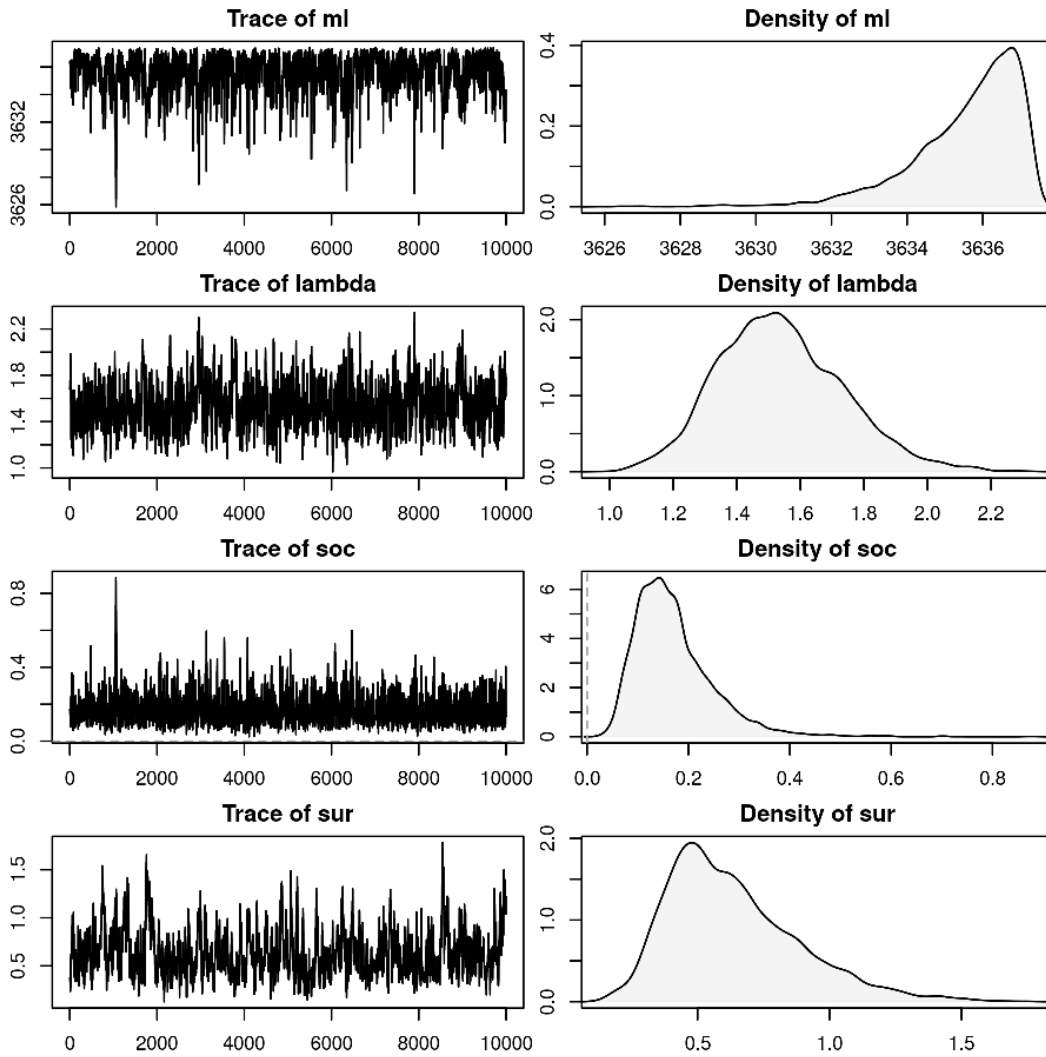 Trace of ml
3626 3632
0 2000 4000 6000 8000 10000
Density of ml
0.0 0.2 0.4
3626 3628 3630 3632 3634 3636
Trace of lambda
1.0 1.4 1.8 2.2
0 2000 4000 6000 8000 10000
Density of lambda
0.0 1.0 2.0
1.0 1.2 1.4 1.6 1.8 2.0 2.2
Trace of soc
0.0 0.4 0.8
0 2000 4000 6000 8000 10000
Density of soc
0 2 4 6
0.0 0.2 0.4 0.6 0.8
Trace of sur
0.5 1.0 1.5
0 2000 4000 6000 8000 10000
Density of sur
0.0 1.0 2.0
0.5 1.0 1.5